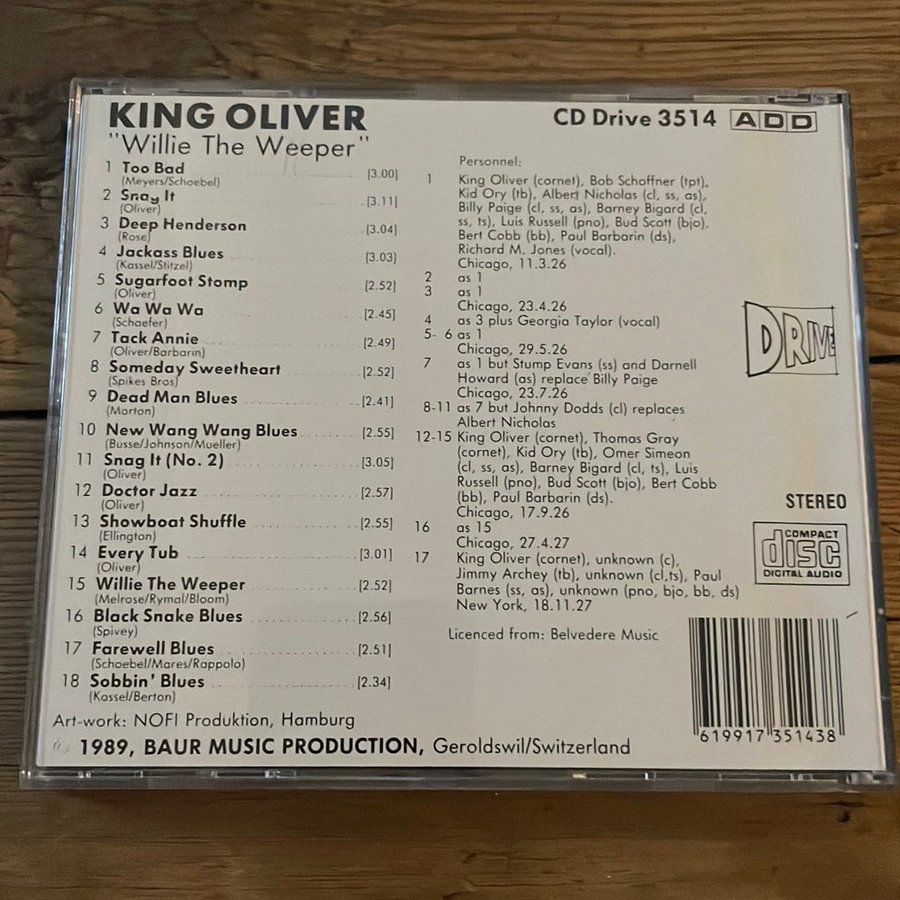 KING OLIVER
"Willie The Weeper"
1 Too Bad [3.00]
(Meyers/Schoebel)
2 Snag It [3.11]
(Oliver)
3 Deep Henderson [3.04]
(Rose)
4 Jackass Blues [3.03]
(Kassel/Stitzel)
5 Sugarfoot Stomp [2.52]
(Oliver)
6 Wa Wa Wa [2.45]
(Schaefer)
7 Tack Annie [2.49]
(Oliver/Barbarin)
8 Someday Sweetheart [2.52]
(Spikes Bros)
9 Dead Man Blues [2.41]
(Morton)
10 New Wang Wang Blues [2.55]
(Busse/Johnson/Mueller)
11 Snag It (No. 2) [3.05]
(Oliver)
12 Doctor Jazz [2.57]
(Oliver)
13 Showboat Shuffle [2.55]
(Ellington)
14 Every Tub [3.01]
(Oliver)
15 Willie The Weeper [2.52]
(Melrose/Rymal/Bloom)
16 Black Snake Blues [2.56]
(Spivey)
17 Farewell Blues [2.51]
(Schoebel/Mares/Rappolo)
18 Sobbin' Blues [2.34]
(Kassel/Berton)
Art-work: NOFI Produktion, Hamburg
1989, BAUR MUSIC PRODUCTION, Geroldswil/Switzerland
CD Drive 3514 ADD
Personnel:
1 King Oliver (cornet), Bob Schoffner (tpt),
Kid Ory (tb), Albert Nicholas (cl, ss, as),
Billy Paige (cl, ss, as), Barney Bigard (cl,
ss, ts), Luis Russell (pno), Bud Scott (bjo),
Bert Cobb (bb), Paul Barbarin (ds),
Richard M. Jones (vocal).
Chicago, 11.3.26
2 as 1
3 as 1
Chicago, 23.4.26
4 as 3 plus Georgia Taylor (vocal)
5- 6 as 1
Chicago, 29.5.26
7 as 1 but Stump Evans (ss) and Darnell
Howard (as) replace Billy Paige
Chicago, 23.7.26
8-11 as 7 but Johnny Dodds (cl) replaces
Albert Nicholas
12-15 King Oliver (cornet), Thomas Gray
(cornet), Kid Ory (tb), Omer Simeon
(cl, ss, as), Barney Bigard (cl, ts), Luis
Russell (pno), Bud Scott (bjo), Bert Cobb
(bb), Paul Barbarin (ds).
Chicago, 17.9.26
16 as 15
Chicago, 27.4.27
17 King Oliver (cornet), unknown (c),
Jimmy Archey (tb), unknown (cl,ts), Paul
Barnes (ss, as), unknown (pno, bjo, bb, ds)
New York, 18.11.27
Licenced from: Belvedere Music
DRIVE
STEREO
COMPACT
disc
DIGITAL AUDIO
619917 351438